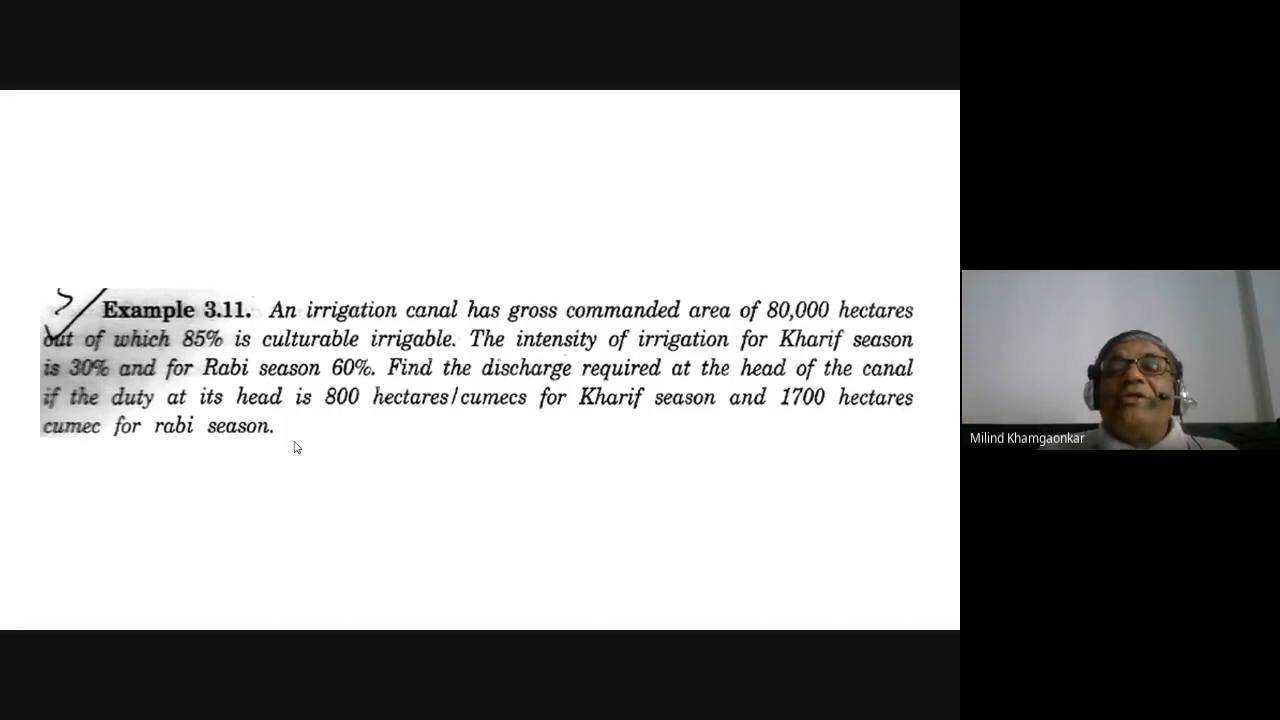 Example 3.11. An irrigation canal has gross commanded area of 80,000 hectares
out of which 85% is culturable irrigable. The intensity of irrigation for Kharif season
is 30% and for Rabi season 60%. Find the discharge required at the head of the canal
if the duty at its head is 800 hectares/cumecs for Kharif season and 1700 hectares
cumec for rabi season.
Milind Khamgaonkar